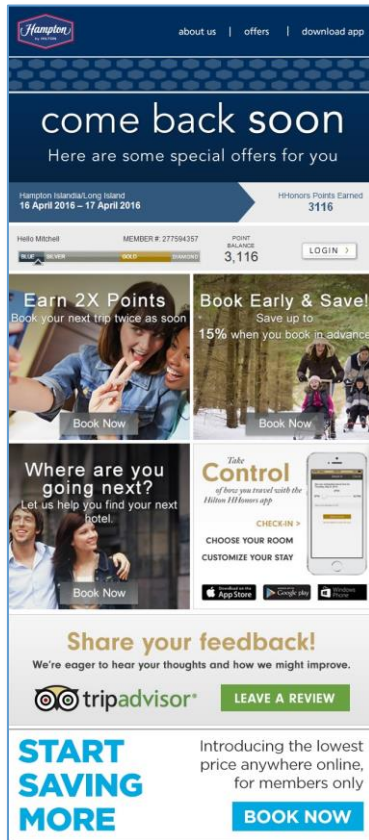 Hampton
by HILTON
about us | offers | download app
come back soon
Here are some special offers for you
Hampton Islandia/Long Island
16 April 2016 – 17 April 2016
HHonors Points Earned
3116
Hello Mitchell
MEMBER #: 277594357
BLUE SILVER GOLD DIAMOND
POINT
BALANCE
3,116
LOGIN >
Earn 2X Points
Book your next trip twice as soon
Book Now
Book Early & Save!
Save up to
15% when you book in advance
Book Now
Where are you
going next?
Let us help you find your next
hotel.
Book Now
Take
Control
of how you travel with the
Hilton HHonors app
CHECK-IN >
CHOOSE YOUR ROOM
CUSTOMIZE YOUR STAY
Download on the
App Store
Google play
Windows
Phone
Share your feedback!
We're eager to hear your thoughts and how we might improve.
tripadvisor®
LEAVE A REVIEW
START
SAVING
MORE
Introducing the lowest
price anywhere online,
for members only
BOOK NOW